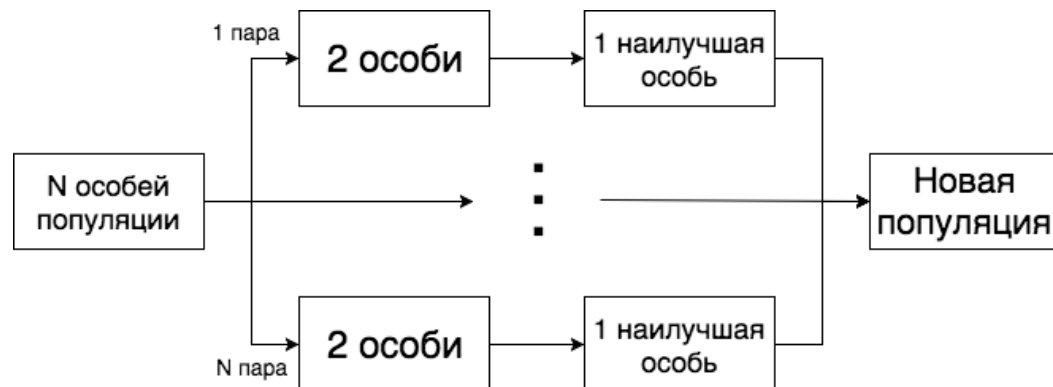 1 пара
2 особи
1 наилучшая
особь
N особей
популяции
Новая
популяция
N пара
2 особи
1 наилучшая
особь